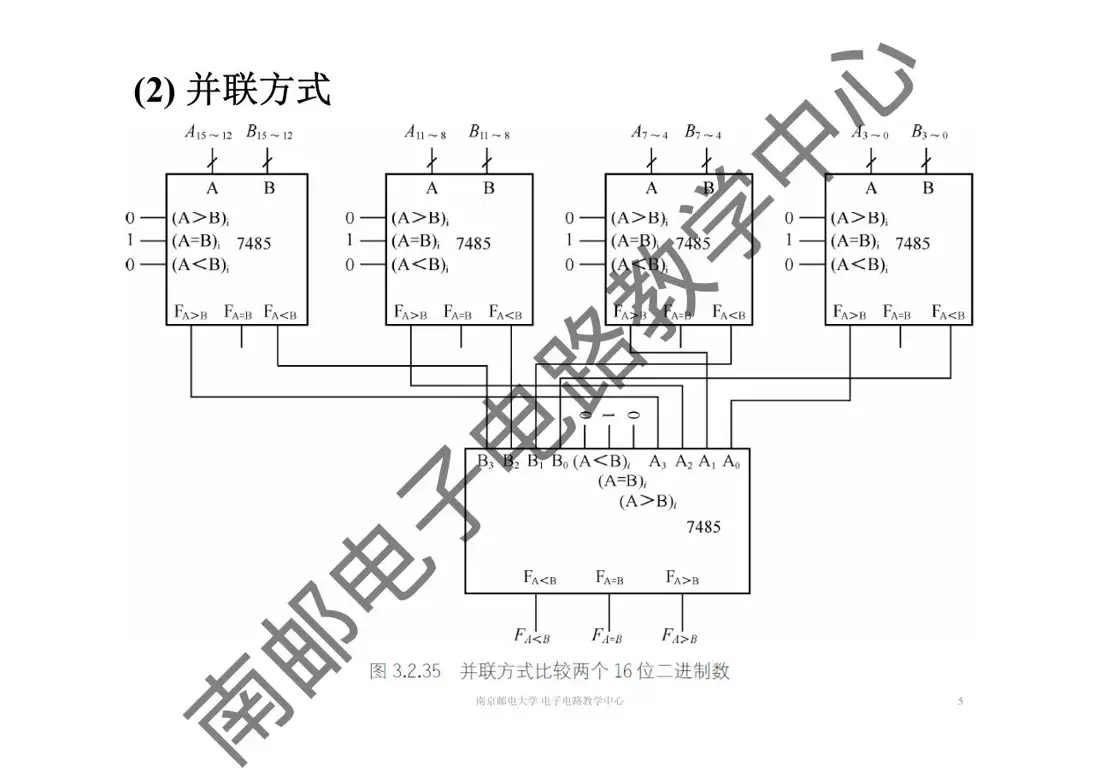 (2) 并联方式
A15～12 B15～12 A11～8 B11～8 A7～4 B7～4 A3～0 B3～0
A B A B A B A B
0 (A>B)i 0 (A>B)i 0 (A>B)i 0 (A>B)i
1 (A=B)i 7485 1 (A=B)i 7485 1 (A=B)i 7485 1 (A=B)i 7485
0 (A<B)i 0 (A<B)i 0 (A<B)i 0 (A<B)i
FA>B FA=B FA<B FA>B FA=B FA<B FA>B FA=B FA<B FA>B FA=B FA<B
0 1 0
B3 B2 B1 B0 (A<B)i A3 A2 A1 A0
(A=B)i
(A>B)i
7485
FA<B FA=B FA>B
FA<B FA=B FA>B
图 3.2.35 并联方式比较两个 16 位二进制数
南京邮电大学 电子电路教学中心 5
南邮电子电路教学中心